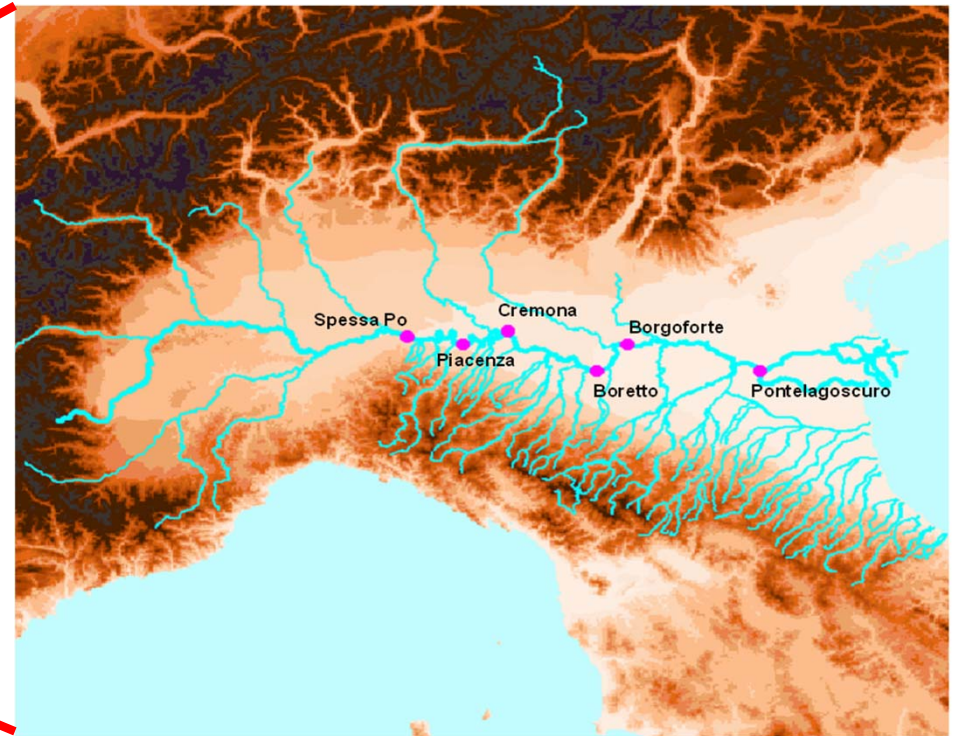 Spessa Po
Cremona
Piacenza
Borgoforte
Boretto
Pontelagoscuro